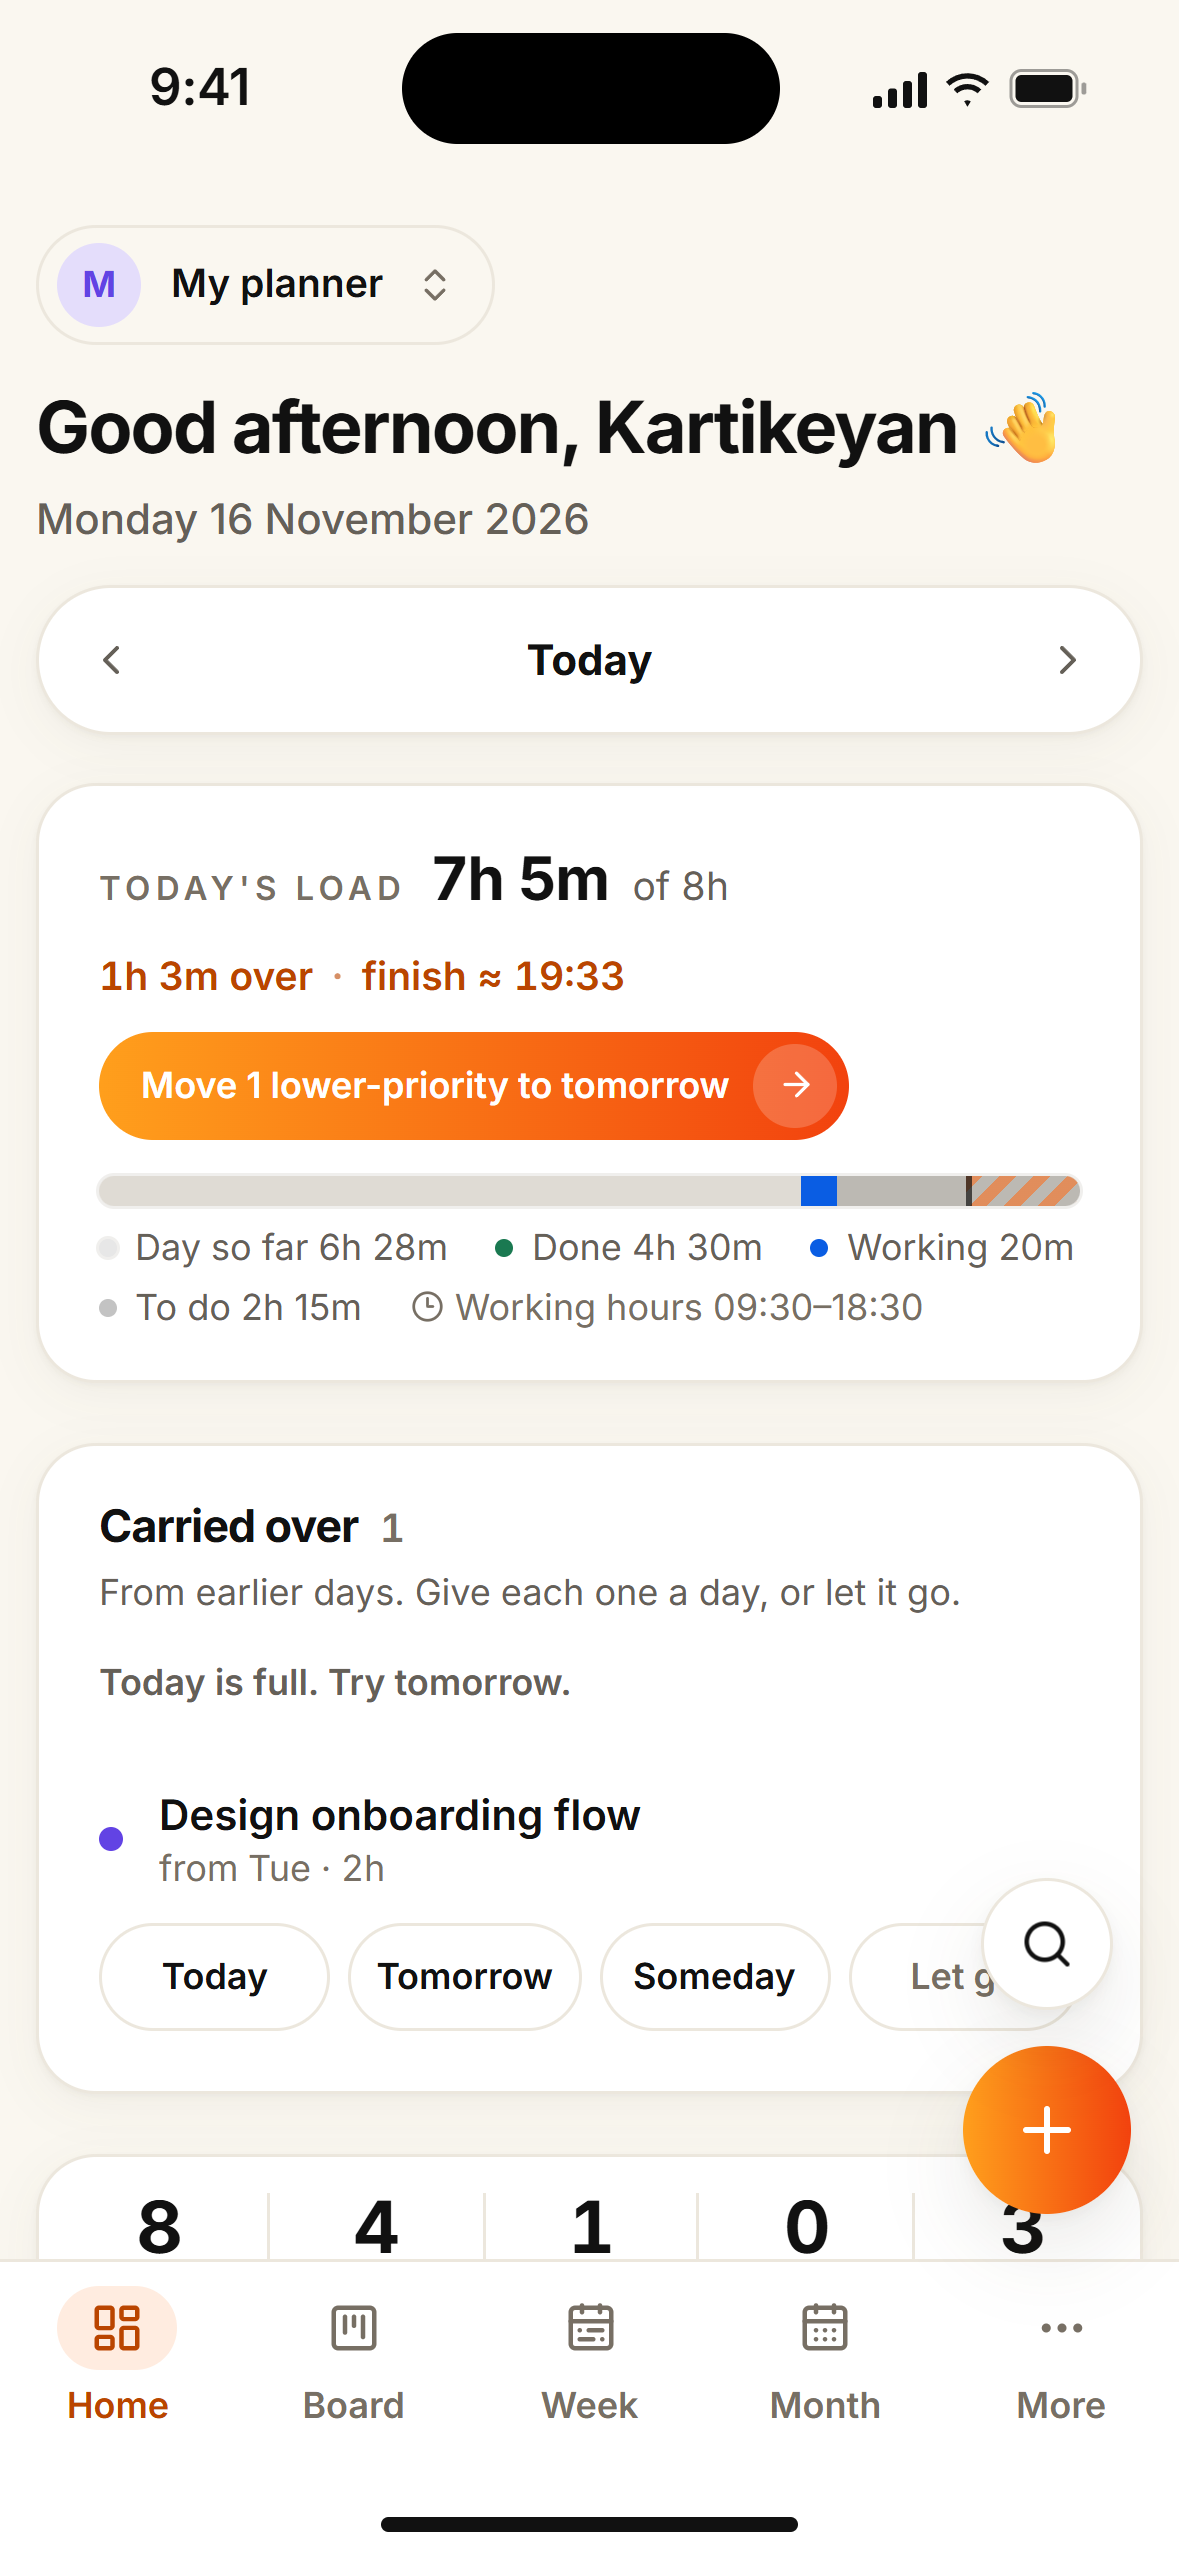 9:41
M My planner
Good afternoon, Kartikeyan 👋
Monday 16 November 2026
Today
TODAY'S LOAD 7h 5m of 8h
1h 3m over · finish ≈ 19:33
Move 1 lower-priority to tomorrow
Day so far 6h 28m Done 4h 30m Working 20m
To do 2h 15m Working hours 09:30–18:30
Carried over 1
From earlier days. Give each one a day, or let it go.
Today is full. Try tomorrow.
Design onboarding flow
from Tue · 2h
Today Tomorrow Someday Let g
8 4 1 0 3
Home Board Week Month More